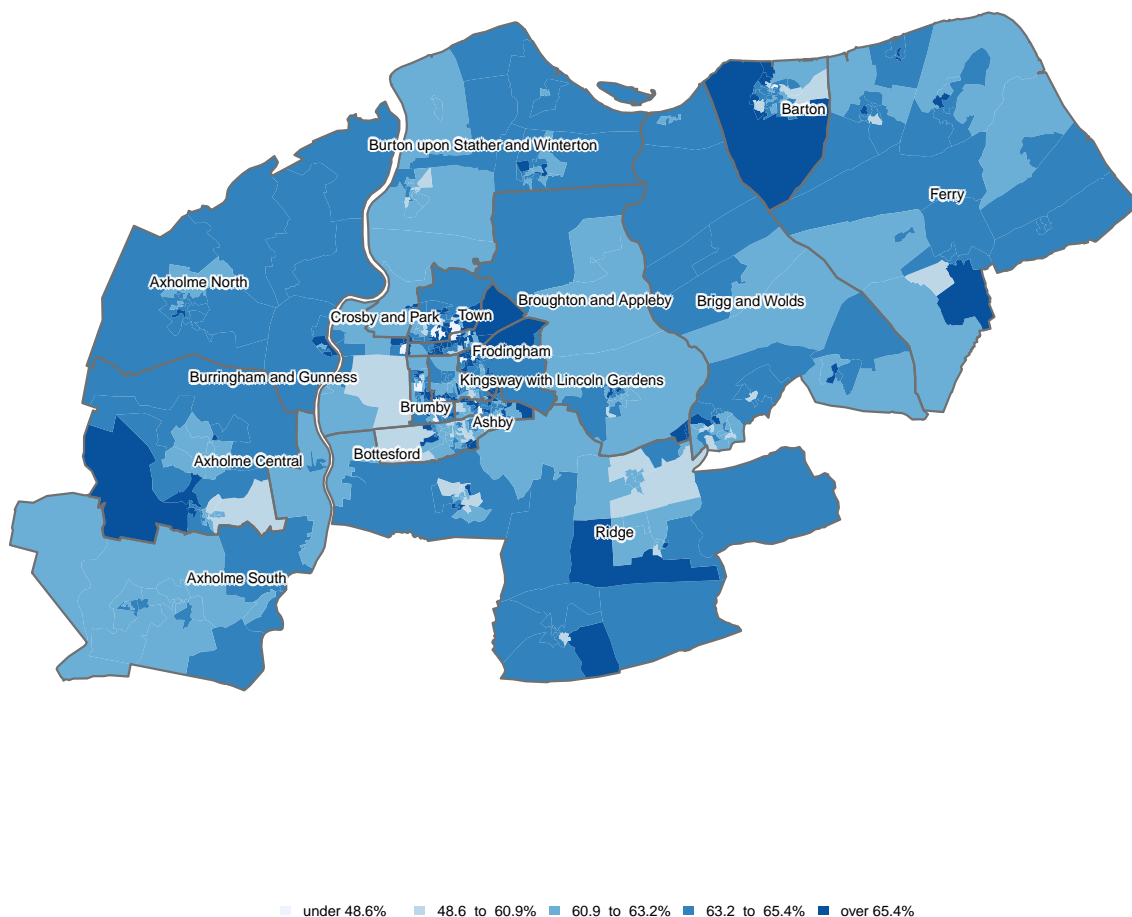 Barton
Burton upon Stather and Winterton
Ferry
Axholme North
Broughton and Appleby
Brigg and Wolds
Crosby and Park
Town
Frodingham
Burringham and Gunness
Kingsway with Lincoln Gardens
Brumby
Ashby
Bottesford
Axholme Central
Ridge
Axholme South
under 48.6% 48.6 to 60.9% 60.9 to 63.2% 63.2 to 65.4% over 65.4%